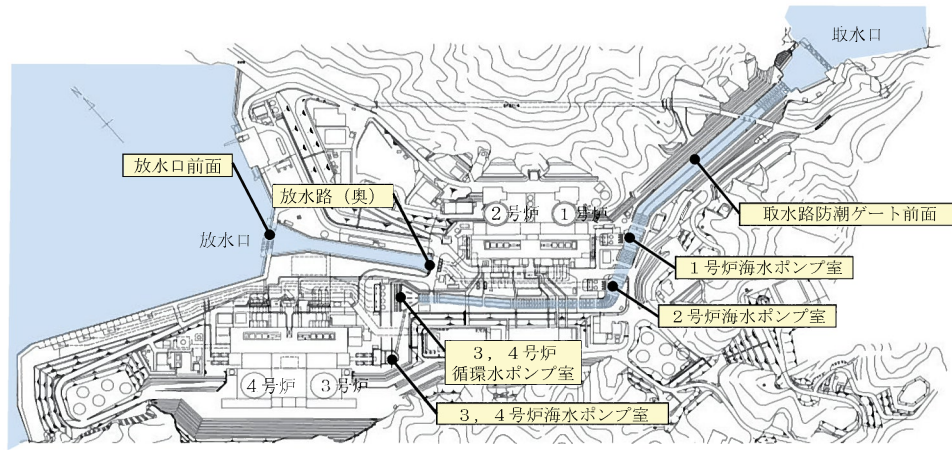 取水口
N
放水口前面
放水路（奥）
2号炉 1号炉
取水路防潮ゲート前面
放水口
1号炉海水ポンプ室
2号炉海水ポンプ室
3，4号炉
循環水ポンプ室
4号炉 3号炉
3，4号炉海水ポンプ室